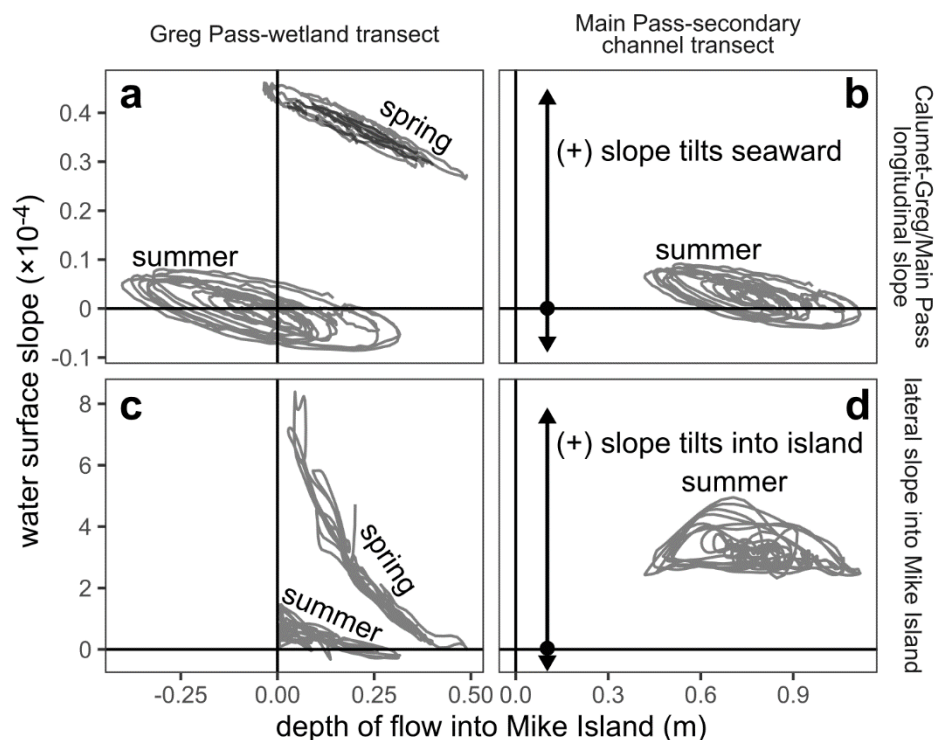 Greg Pass-wetland transect
Main Pass-secondary
channel transect
a
spring
summer
b
(+) slope tilts seaward
summer
Calumet-Greg/Main Pass
longitudinal slope
0.4
0.3
0.2
0.1
0
-0.1
water surface slope (×10⁻⁴)
c
spring
summer
d
(+) slope tilts into island
summer
lateral slope into Mike Island
8
6
4
2
0
-0.25
0.00
0.25
0.50
0.0
0.3
0.6
0.9
depth of flow into Mike Island (m)